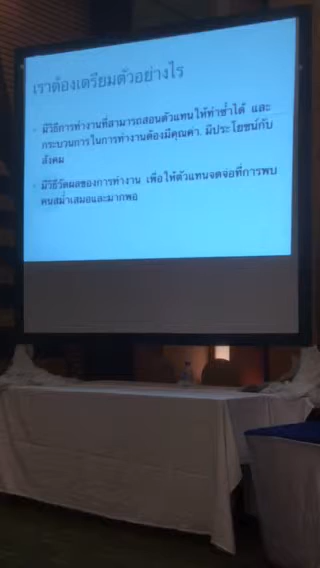 เราต้องเตรียมตัวอย่างไร
มีวิธีการทำงานที่สามารถสอนตัวแทนให้ทำซ้ำได้ และ
กระบวนการในการทำงานต้องมีคุณค่า มีประโยชน์กับ
สังคม
มีวิธีวัดผลของการทำงาน เพื่อให้ตัวแทนจดจ่อที่การพบ
คนสม่ำเสมอและมากพอ